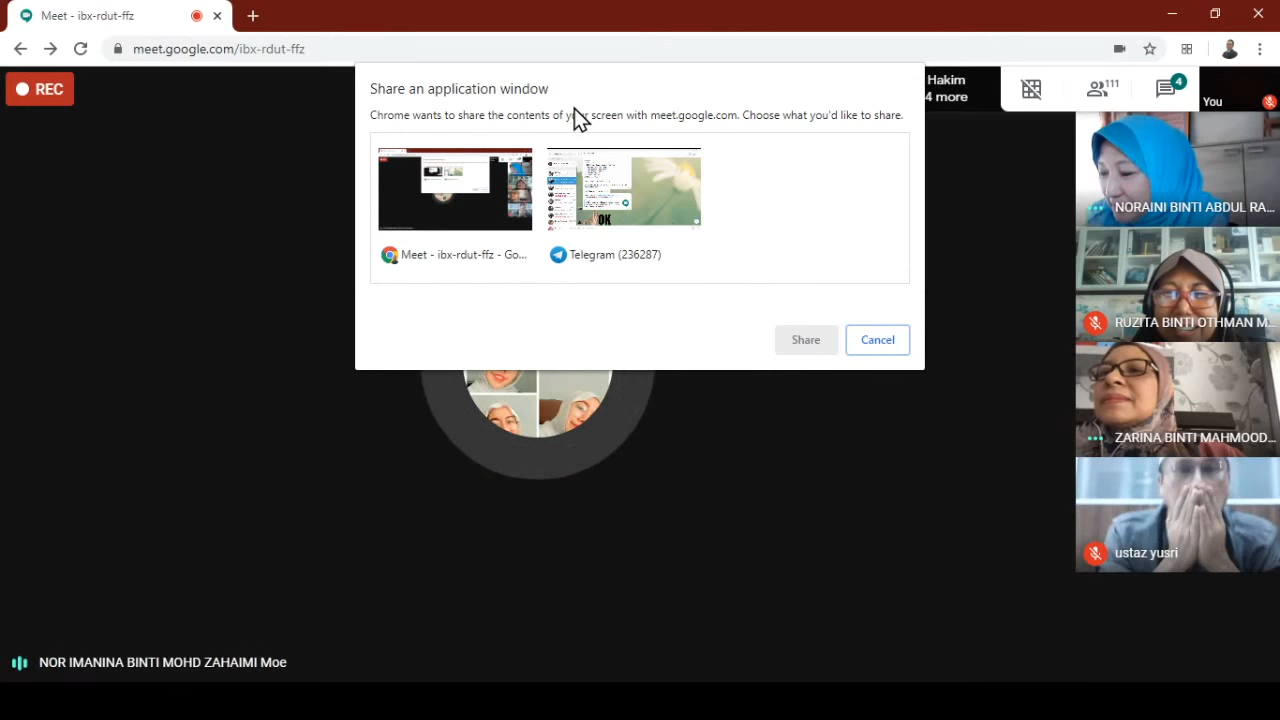 Meet - ibx-rdut-ffz
meet.google.com/ibx-rdut-ffz
REC
Share an application window
Chrome wants to share the contents of your screen with meet.google.com. Choose what you'd like to share.
OK
Meet - ibx-rdut-ffz - Go...
Telegram (236287)
Share
Cancel
Hakim
4 more
111
4
You
NORAINI BINTI ABDUL RA...
RUZITA BINTI OTHMAN M...
ZARINA BINTI MAHMOOD...
ustaz yusri
NOR IMANINA BINTI MOHD ZAHAIMI Moe